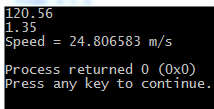 120.56
1.35
Speed = 24.806583 m/s
Process returned 0 (0x0)
Press any key to continue.